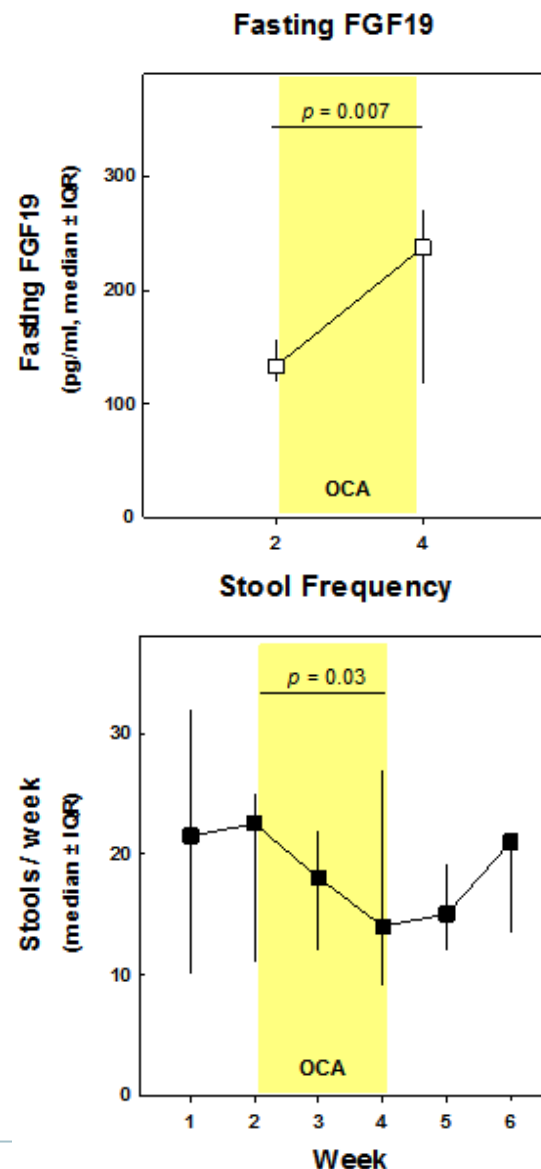 Fasting FGF19
Fasting FGF19
(pg/ml, median ± IQR)
300
200
100
0
p = 0.007
OCA
2 4
Stool Frequency
Stools / week
(median ± IQR)
30
20
10
0
p = 0.03
OCA
1 2 3 4 5 6
Week